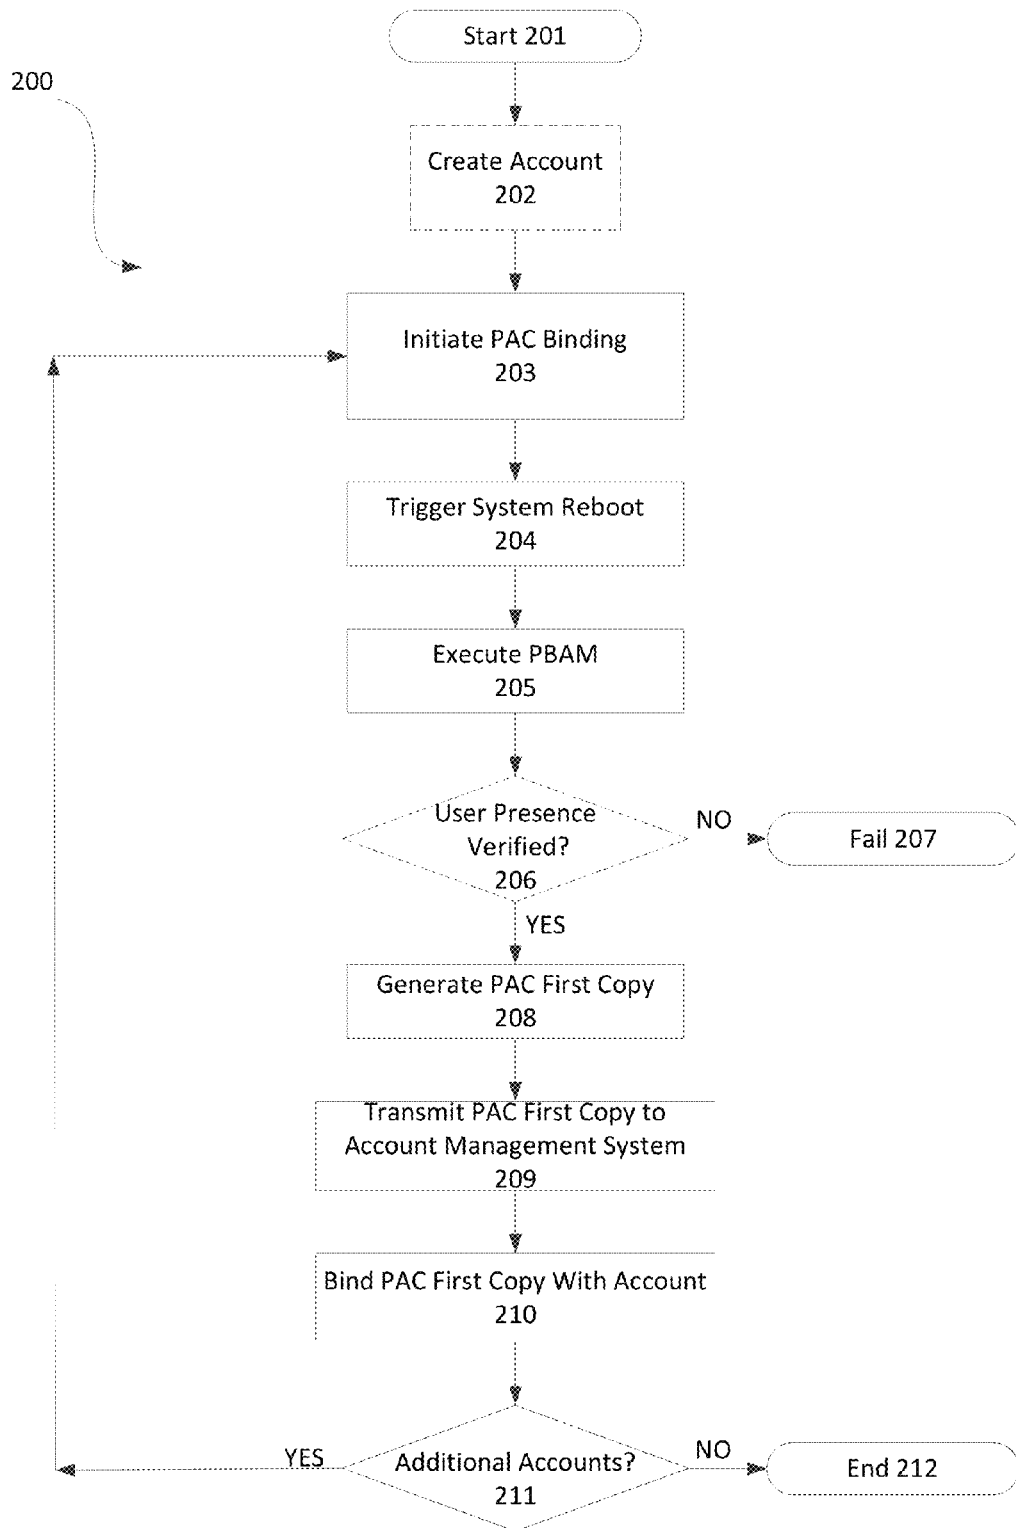 Start 201
200
Create Account
202
Initiate PAC Binding
203
Trigger System Reboot
204
Execute PBAM
205
User Presence
Verified?
206
NO
Fail 207
YES
Generate PAC First Copy
208
Transmit PAC First Copy to
Account Management System
209
Bind PAC First Copy With Account
210
YES
Additional Accounts?
211
NO
End 212